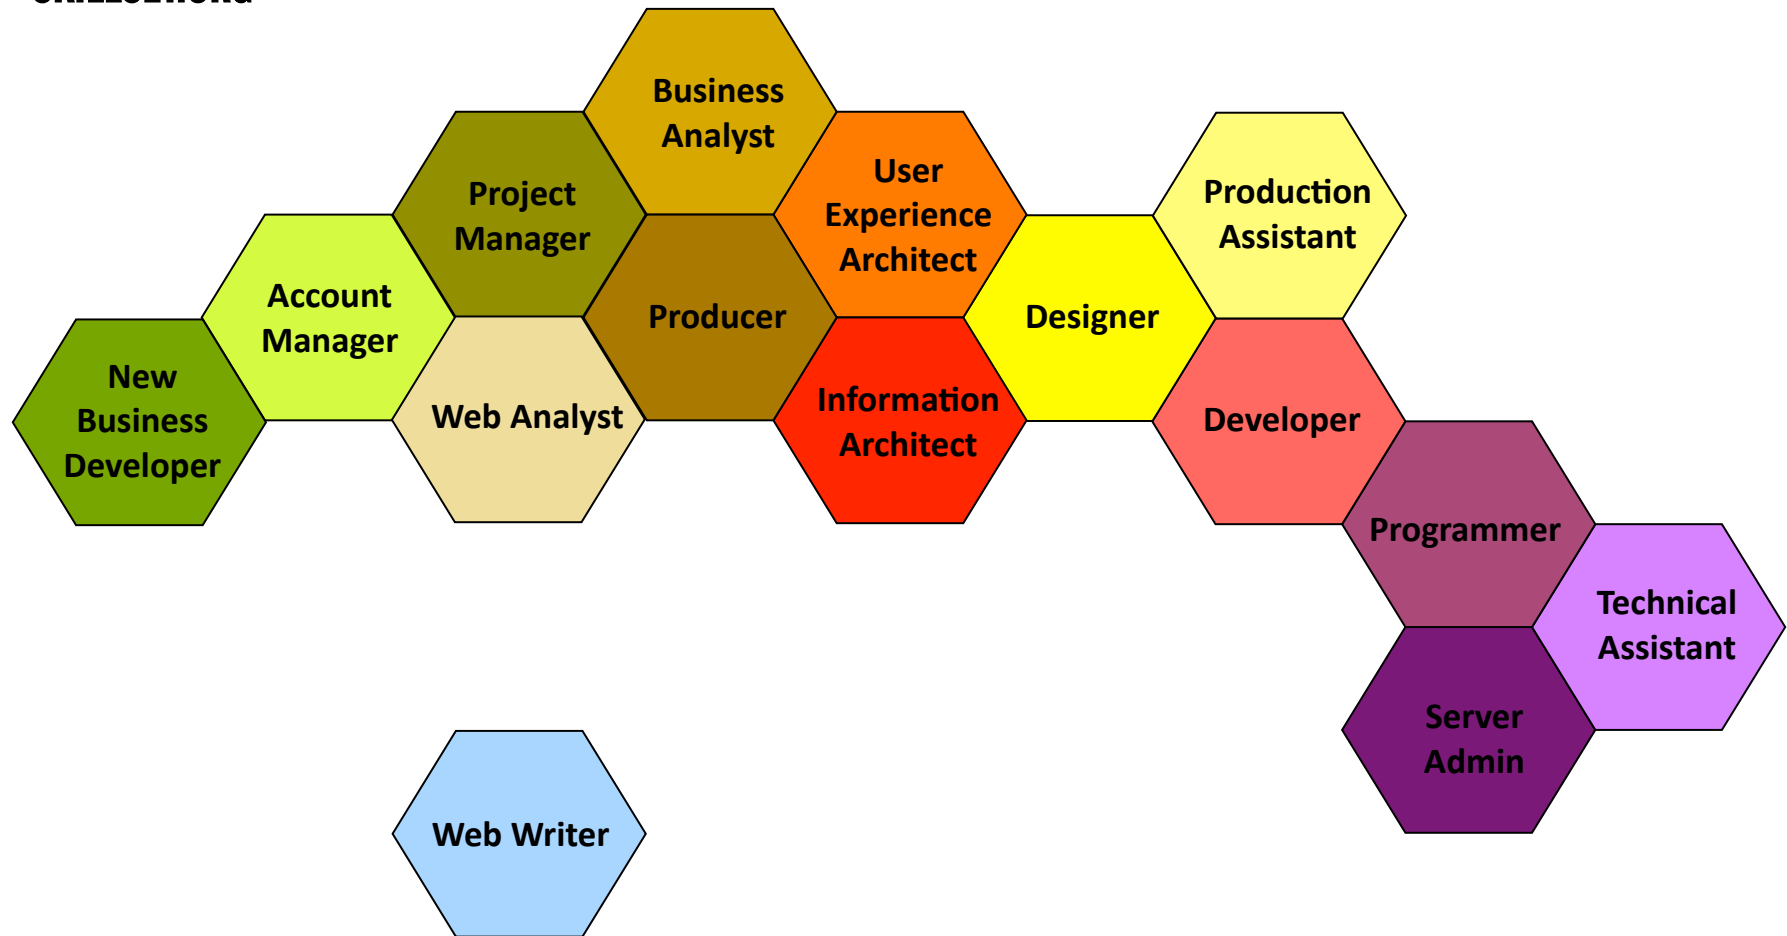 Business
Analyst
User
Experience
Architect
Production
Assistant
Project
Manager
Account
Manager
Producer
Designer
New
Business
Developer
Web Analyst
Information
Architect
Developer
Programmer
Technical
Assistant
Server
Admin
Web Writer